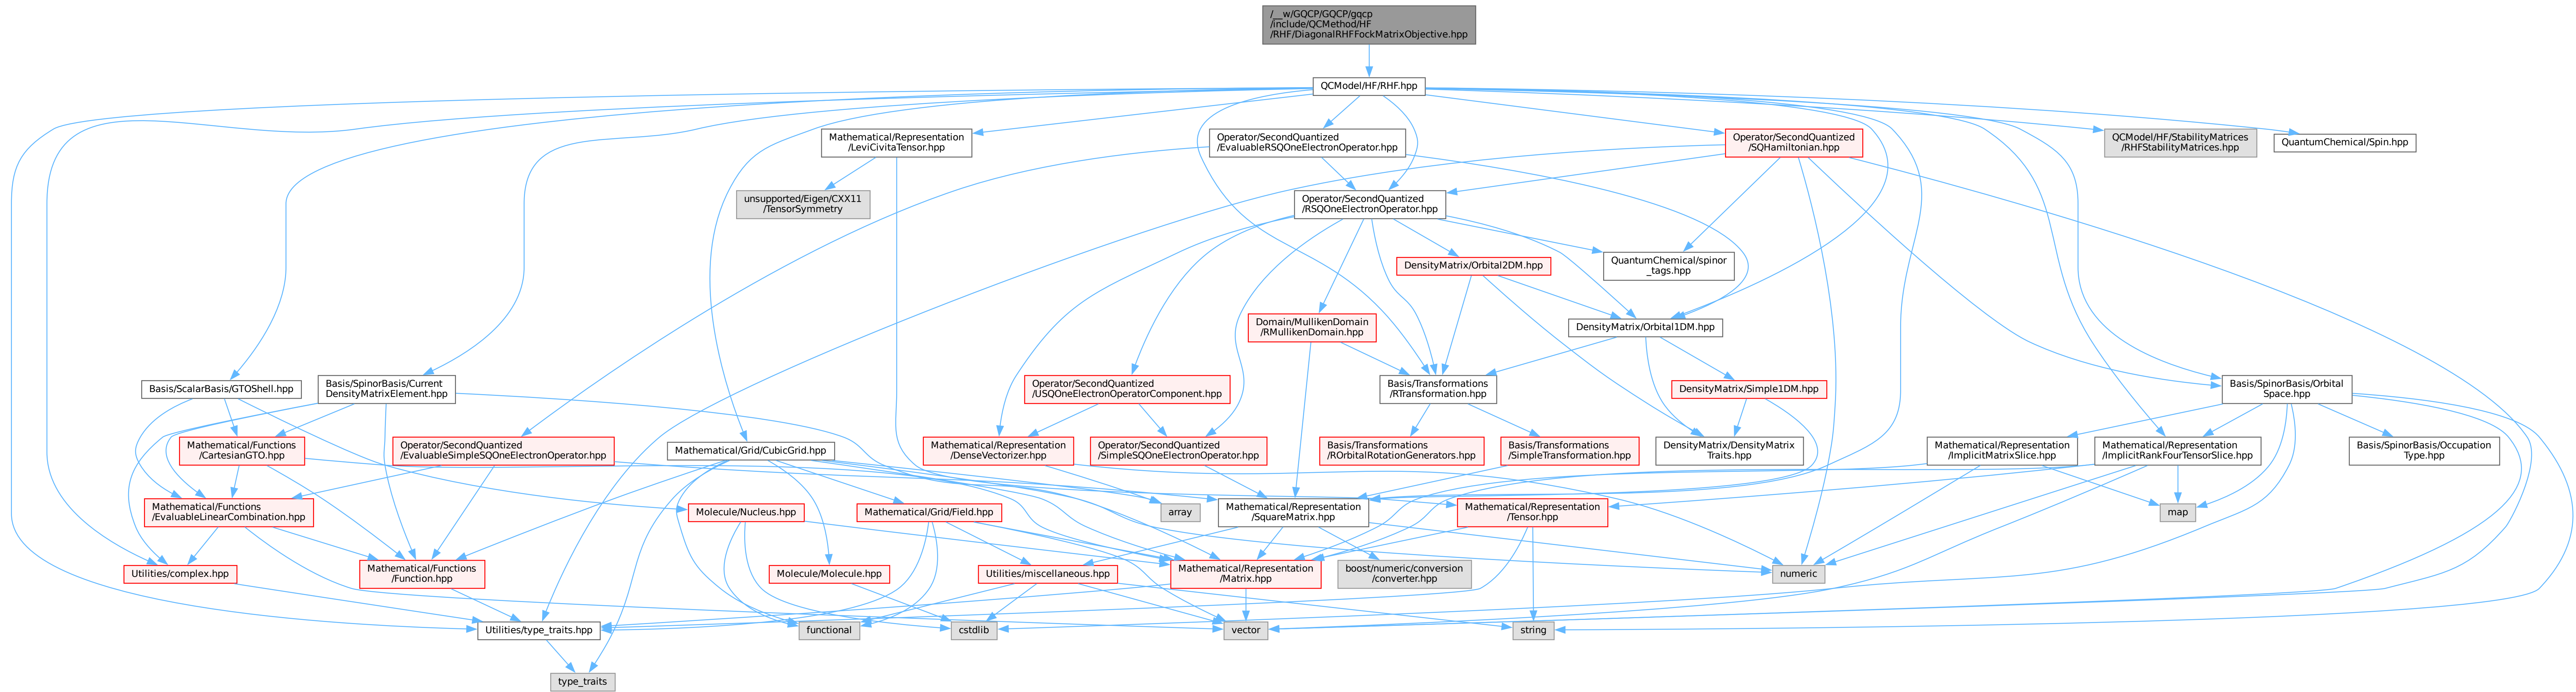 /__w/GQCP/GQCP/gqcp
/include/QCMethod/HF
/RHF/DiagonalRHFFockMatrixObjective.hpp
QCModel/HF/RHF.hpp
Mathematical/Representation
/LeviCivitaTensor.hpp
Operator/SecondQuantized
/EvaluableRSQOneElectronOperator.hpp
Operator/SecondQuantized
/SQHamiltonian.hpp
QCModel/HF/StabilityMatrices
/RHFStabilityMatrices.hpp
QuantumChemical/Spin.hpp
unsupported/Eigen/CXX11
/TensorSymmetry
Operator/SecondQuantized
/RSQOneElectronOperator.hpp
DensityMatrix/Orbital2DM.hpp
QuantumChemical/spinor
_tags.hpp
Domain/MullikenDomain
/RMullikenDomain.hpp
DensityMatrix/Orbital1DM.hpp
Basis/ScalarBasis/GTOShell.hpp
Basis/SpinorBasis/Current
DensityMatrixElement.hpp
Operator/SecondQuantized
/USQOneElectronOperatorComponent.hpp
Basis/Transformations
/RTransformation.hpp
DensityMatrix/Simple1DM.hpp
Basis/SpinorBasis/Orbital
Space.hpp
Mathematical/Functions
/CartesianGTO.hpp
Operator/SecondQuantized
/EvaluableSimpleSQOneElectronOperator.hpp
Mathematical/Grid/CubicGrid.hpp
Mathematical/Representation
/DenseVectorizer.hpp
Operator/SecondQuantized
/SimpleSQOneElectronOperator.hpp
Basis/Transformations
/ROrbitalRotationGenerators.hpp
Basis/Transformations
/SimpleTransformation.hpp
DensityMatrix/DensityMatrix
Traits.hpp
Mathematical/Representation
/ImplicitMatrixSlice.hpp
Mathematical/Representation
/ImplicitRankFourTensorSlice.hpp
Basis/SpinorBasis/Occupation
Type.hpp
Mathematical/Functions
/EvaluableLinearCombination.hpp
Molecule/Nucleus.hpp
Mathematical/Grid/Field.hpp
array
Mathematical/Representation
/SquareMatrix.hpp
Mathematical/Representation
/Tensor.hpp
map
Utilities/complex.hpp
Mathematical/Functions
/Function.hpp
Molecule/Molecule.hpp
Utilities/miscellaneous.hpp
Mathematical/Representation
/Matrix.hpp
boost/numeric/conversion
/converter.hpp
numeric
Utilities/type_traits.hpp
functional
cstdlib
vector
string
type_traits